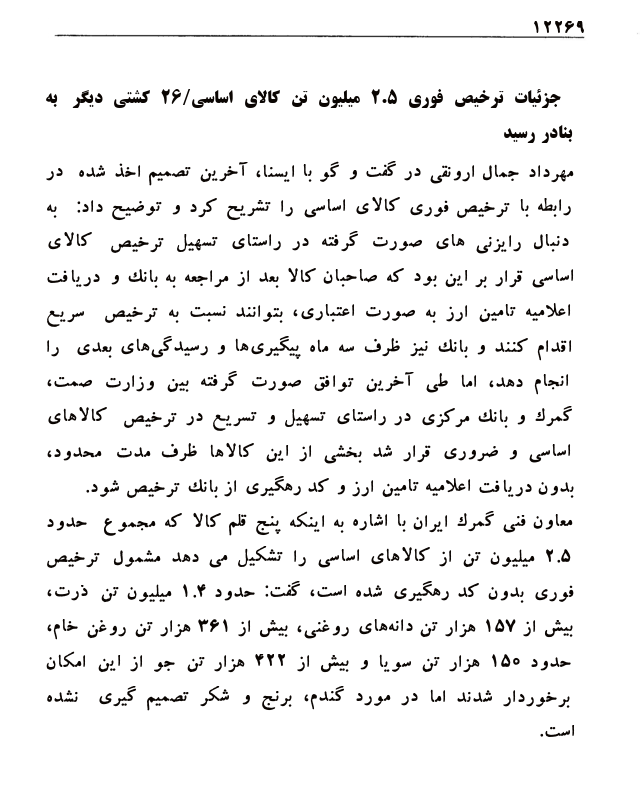 ۱۲۲۶۹
جزئیات ترخیص فوری ۲.۵ میلیون تن کالای اساسی/۲۶ کشتی دیگر به
بنادر رسید
مهرداد جمال ارونقی در گفت و گو با ایسنا، آخرین تصمیم اخذ شده در
رابطه با ترخیص فوری کالای اساسی را تشریح کرد و توضیح داد: به
دنبال رایزنی های صورت گرفته در راستای تسهیل ترخیص کالای
اساسی قرار بر این بود که صاحبان کالا بعد از مراجعه به بانک و دریافت
اعلامیه تامین ارز به صورت اعتباری، بتوانند نسبت به ترخیص سریع
اقدام کنند و بانک نیز ظرف سه ماه پیگیری‌ها و رسیدگی‌های بعدی را
انجام دهد، اما طی آخرین توافق صورت گرفته بین وزارت صمت،
گمرک و بانک مرکزی در راستای تسهیل و تسریع در ترخیص کالاهای
اساسی و ضروری قرار شد بخشی از این کالاها ظرف مدت محدود،
بدون دریافت اعلامیه تامین ارز و کد رهگیری از بانک ترخیص شود.
معاون فنی گمرک ایران با اشاره به اینکه پنج قلم کالا که مجموع حدود
۲.۵ میلیون تن از کالاهای اساسی را تشکیل می دهد مشمول ترخیص
فوری بدون کد رهگیری شده است، گفت: حدود ۱.۴ میلیون تن ذرت،
بیش از ۱۵۷ هزار تن دانه‌های روغنی، بیش از ۳۶۱ هزار تن روغن خام،
حدود ۱۵۰ هزار تن سویا و بیش از ۴۲۲ هزار تن جو از این امکان
برخوردار شدند اما در مورد گندم، برنج و شکر تصمیم گیری نشده
است.